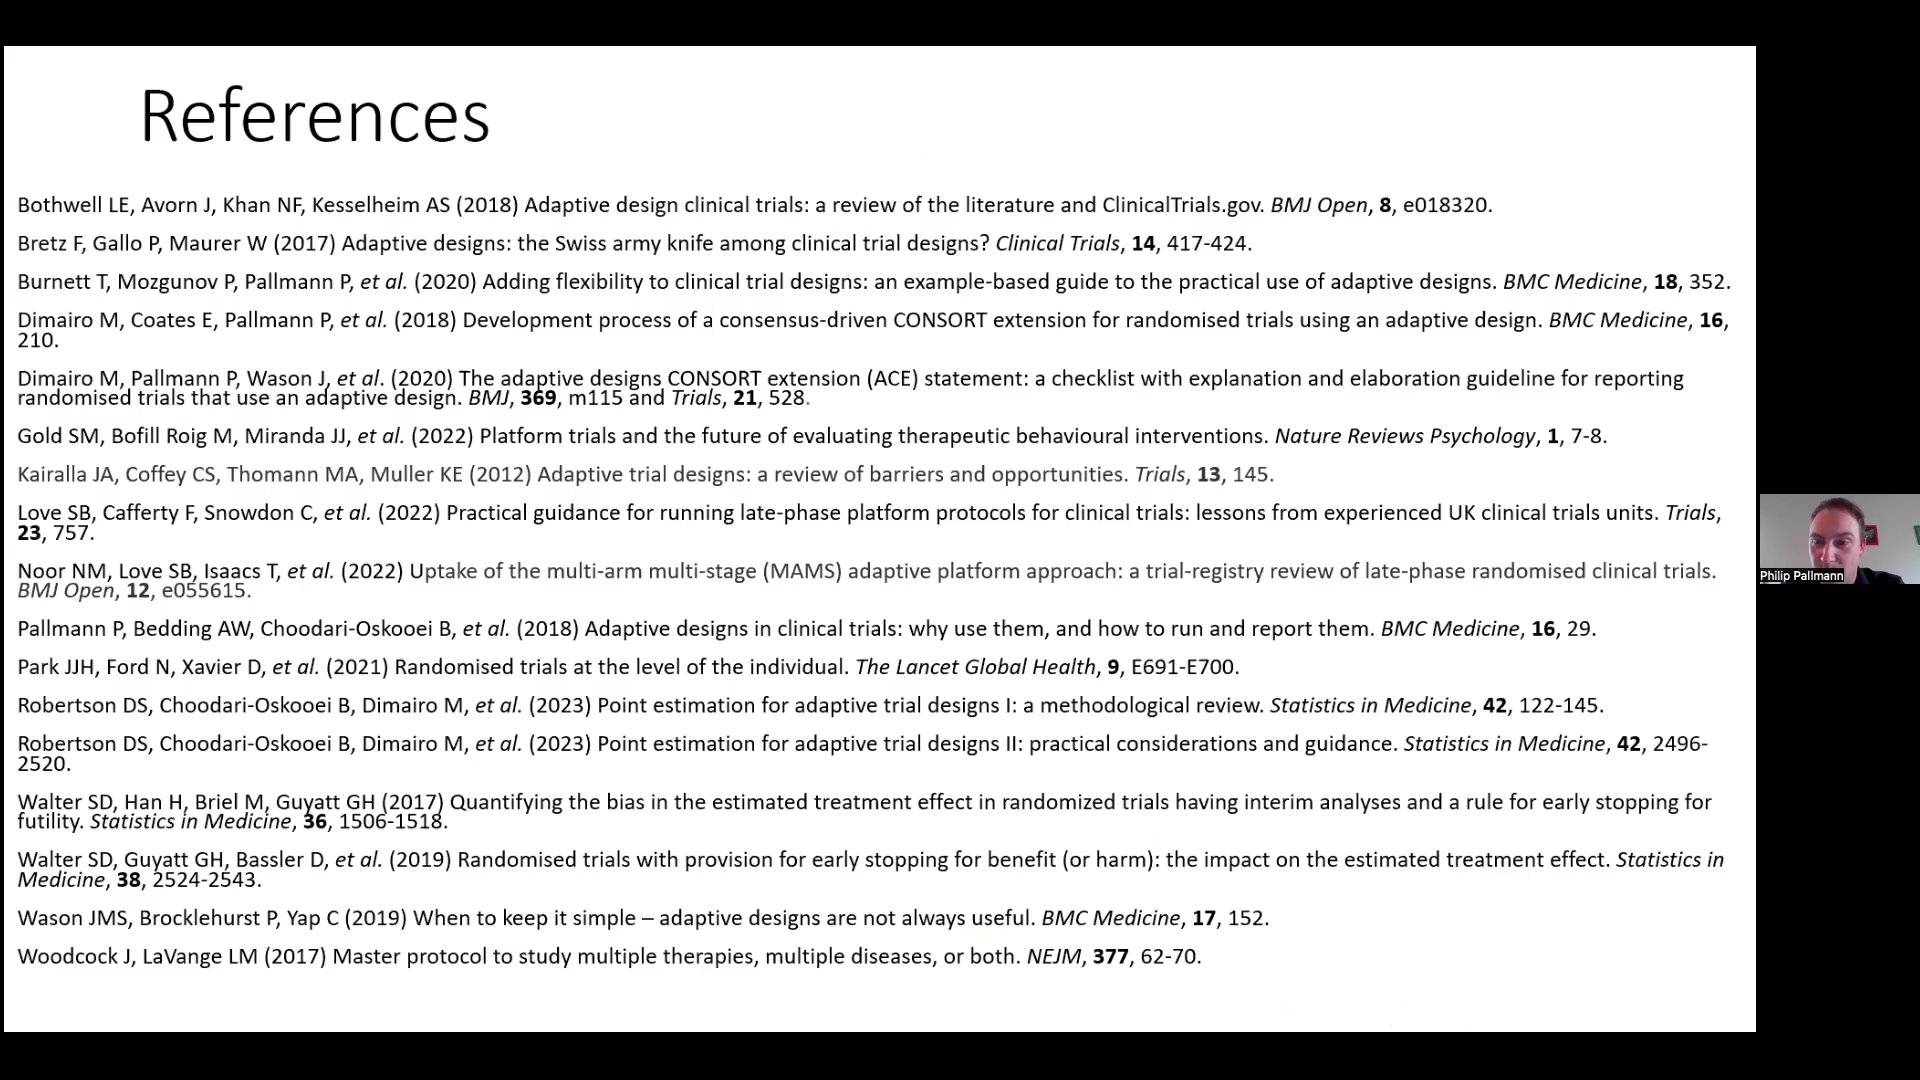 References
Bothwell LE, Avorn J, Khan NF, Kesselheim AS (2018) Adaptive design clinical trials: a review of the literature and ClinicalTrials.gov. BMJ Open, 8, e018320.
Bretz F, Gallo P, Maurer W (2017) Adaptive designs: the Swiss army knife among clinical trial designs? Clinical Trials, 14, 417-424.
Burnett T, Mozgunov P, Pallmann P, et al. (2020) Adding flexibility to clinical trial designs: an example-based guide to the practical use of adaptive designs. BMC Medicine, 18, 352.
Dimairo M, Coates E, Pallmann P, et al. (2018) Development process of a consensus-driven CONSORT extension for randomised trials using an adaptive design. BMC Medicine, 16,
210.
Dimairo M, Pallmann P, Wason J, et al. (2020) The adaptive designs CONSORT extension (ACE) statement: a checklist with explanation and elaboration guideline for reporting
randomised trials that use an adaptive design. BMJ, 369, m115 and Trials, 21, 528.
Gold SM, Bofill Roig M, Miranda JJ, et al. (2022) Platform trials and the future of evaluating therapeutic behavioural interventions. Nature Reviews Psychology, 1, 7-8.
Kairalla JA, Coffey CS, Thomann MA, Muller KE (2012) Adaptive trial designs: a review of barriers and opportunities. Trials, 13, 145.
Love SB, Cafferty F, Snowdon C, et al. (2022) Practical guidance for running late-phase platform protocols for clinical trials: lessons from experienced UK clinical trials units. Trials,
23, 757.
Noor NM, Love SB, Isaacs T, et al. (2022) Uptake of the multi-arm multi-stage (MAMS) adaptive platform approach: a trial-registry review of late-phase randomised clinical trials.
BMJ Open, 12, e055615.
Pallmann P, Bedding AW, Choodari-Oskooei B, et al. (2018) Adaptive designs in clinical trials: why use them, and how to run and report them. BMC Medicine, 16, 29.
Park JJH, Ford N, Xavier D, et al. (2021) Randomised trials at the level of the individual. The Lancet Global Health, 9, E691-E700.
Robertson DS, Choodari-Oskooei B, Dimairo M, et al. (2023) Point estimation for adaptive trial designs I: a methodological review. Statistics in Medicine, 42, 122-145.
Robertson DS, Choodari-Oskooei B, Dimairo M, et al. (2023) Point estimation for adaptive trial designs II: practical considerations and guidance. Statistics in Medicine, 42, 2496-
2520.
Walter SD, Han H, Briel M, Guyatt GH (2017) Quantifying the bias in the estimated treatment effect in randomized trials having interim analyses and a rule for early stopping for
futility. Statistics in Medicine, 36, 1506-1518.
Walter SD, Guyatt GH, Bassler D, et al. (2019) Randomised trials with provision for early stopping for benefit (or harm): the impact on the estimated treatment effect. Statistics in
Medicine, 38, 2524-2543.
Wason JMS, Brocklehurst P, Yap C (2019) When to keep it simple – adaptive designs are not always useful. BMC Medicine, 17, 152.
Woodcock J, LaVange LM (2017) Master protocol to study multiple therapies, multiple diseases, or both. NEJM, 377, 62-70.
Philip Pallmann